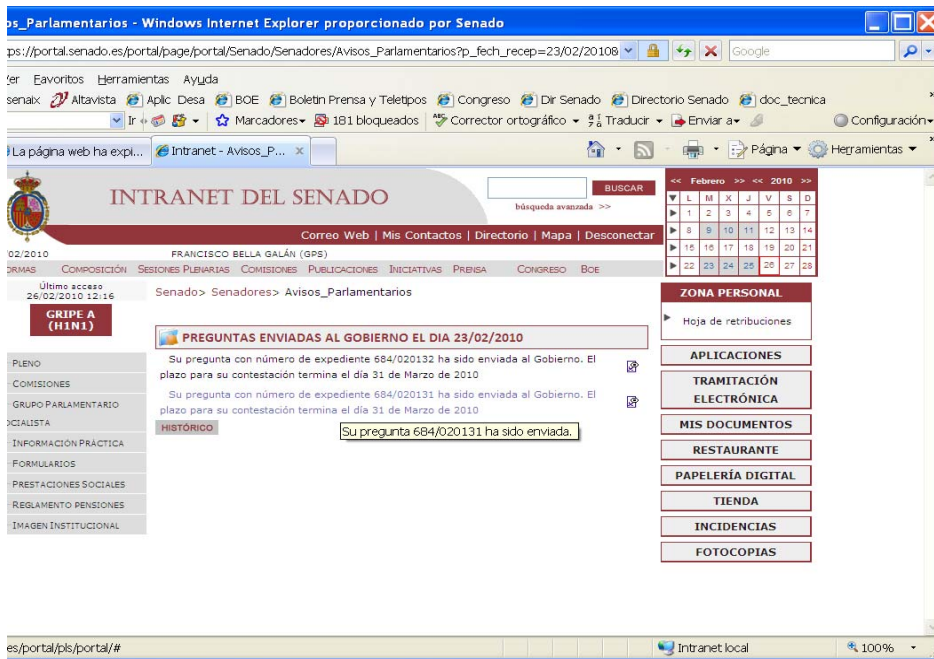 os_Parlamentarios - Windows Internet Explorer proporcionado por Senado
ps://portal.senado.es/portal/page/portal/Senado/Senadores/Avisos_Parlamentarios?p_fech_recep=23/02/20108
Google
Ver Eavoritos Herramientas Ayuda
senaix Altavista Aplic Desa BOE Boletin Prensa y Teletipos Congreso Dir Senado Directorio Senado doc_tecnica
Ir Marcadores 181 bloqueados Corrector ortográfico Traducir Enviar a Configuración
La página web ha expi... Intranet - Avisos_P... Página Herramientas
INTRANET DEL SENADO
BUSCAR
búsqueda avanzada >>
Correo Web | Mis Contactos | Directorio | Mapa | Desconectar
<< Febrero >> << 2010 >>
L M X J V S D
1 2 3 4 5 6 7
8 9 10 11 12 13 14
15 16 17 18 19 20 21
22 23 24 25 26 27 28
02/2010 FRANCISCO BELLA GALÁN (GPS)
ORMAS COMPOSICIÓN SESIONES PLENARIAS COMISIONES PUBLICACIONES INICIATIVAS PRENSA CONGRESO BOE
Último acceso
26/02/2010 12:16
GRIPE A
(H1N1)
PLENO
COMISIONES
GRUPO PARLAMENTARIO
OCIALISTA
INFORMACIÓN PRÁCTICA
FORMULARIOS
PRESTACIONES SOCIALES
REGLAMENTO PENSIONES
IMAGEN INSTITUCIONAL
Senado> Senadores> Avisos_Parlamentarios
PREGUNTAS ENVIADAS AL GOBIERNO EL DIA 23/02/2010
Su pregunta con número de expediente 684/020132 ha sido enviada al Gobierno. El
plazo para su contestación termina el día 31 de Marzo de 2010
Su pregunta con número de expediente 684/020131 ha sido enviada al Gobierno. El
plazo para su contestación termina el día 31 de Marzo de 2010
HISTÓRICO
Su pregunta 684/020131 ha sido enviada.
ZONA PERSONAL
Hoja de retribuciones
APLICACIONES
TRAMITACIÓN
ELECTRÓNICA
MIS DOCUMENTOS
RESTAURANTE
PAPELERÍA DIGITAL
TIENDA
INCIDENCIAS
FOTOCOPIAS
es/portal/pls/portal/#
Intranet local
100%